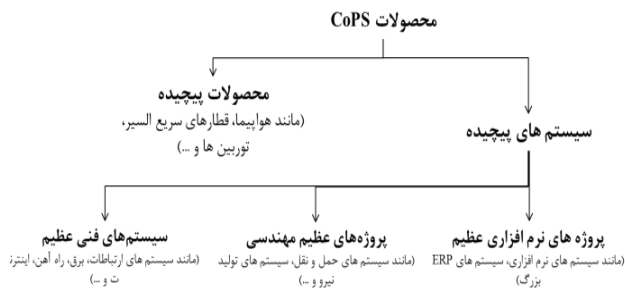 محصولات CoPS
محصولات پیچیده
(مانند هواپیما، قطارهای سریع السیر،
توربین ها و ...)
سیستم های پیچیده
پروژه های نرم افزاری عظیم
(مانند سیستم های نرم افزاری، سیستم های ERP
بزرگ)
پروژه‌های عظیم مهندسی
(مانند سیستم های حمل و نقل، سیستم های تولید
نیرو و ...)
سیستم‌های فنی عظیم
(مانند سیستم های ارتباطات، برق، راه آهن، اینترن
ت و ...)